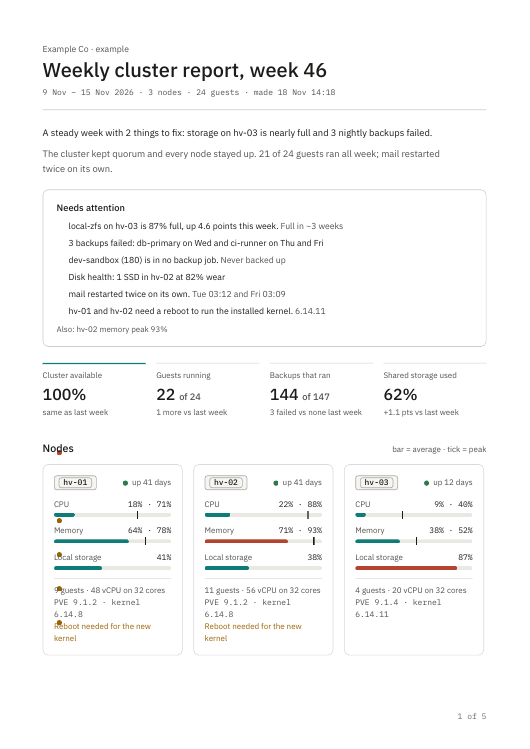 Example Co · example
Weekly cluster report, week 46
9 Nov – 15 Nov 2026 · 3 nodes · 24 guests · made 18 Nov 14:18
A steady week with 2 things to fix: storage on hv-03 is nearly full and 3 nightly backups failed.
The cluster kept quorum and every node stayed up. 21 of 24 guests ran all week; mail restarted
twice on its own.
Needs attention
local-zfs on hv-03 is 87% full, up 4.6 points this week. Full in ~3 weeks
3 backups failed: db-primary on Wed and ci-runner on Thu and Fri
dev-sandbox (180) is in no backup job. Never backed up
Disk health: 1 SSD in hv-02 at 82% wear
mail restarted twice on its own. Tue 03:12 and Fri 03:09
hv-01 and hv-02 need a reboot to run the installed kernel. 6.14.11
Also: hv-02 memory peak 93%
Cluster available
100%
same as last week
Guests running
22 of 24
1 more vs last week
Backups that ran
144 of 147
3 failed vs none last week
Shared storage used
62%
+1.1 pts vs last week
Nodes
bar = average · tick = peak
hv-01
up 41 days
CPU 18% · 71%
Memory 64% · 78%
Local storage 41%
9 guests · 48 vCPU on 32 cores
PVE 9.1.2 · kernel
6.14.8
Reboot needed for the new
kernel
hv-02
up 41 days
CPU 22% · 88%
Memory 71% · 93%
Local storage 38%
11 guests · 56 vCPU on 32 cores
PVE 9.1.2 · kernel
6.14.8
Reboot needed for the new
kernel
hv-03
up 12 days
CPU 9% · 40%
Memory 38% · 52%
Local storage 87%
4 guests · 20 vCPU on 32 cores
PVE 9.1.4 · kernel
6.14.11
1 of 5